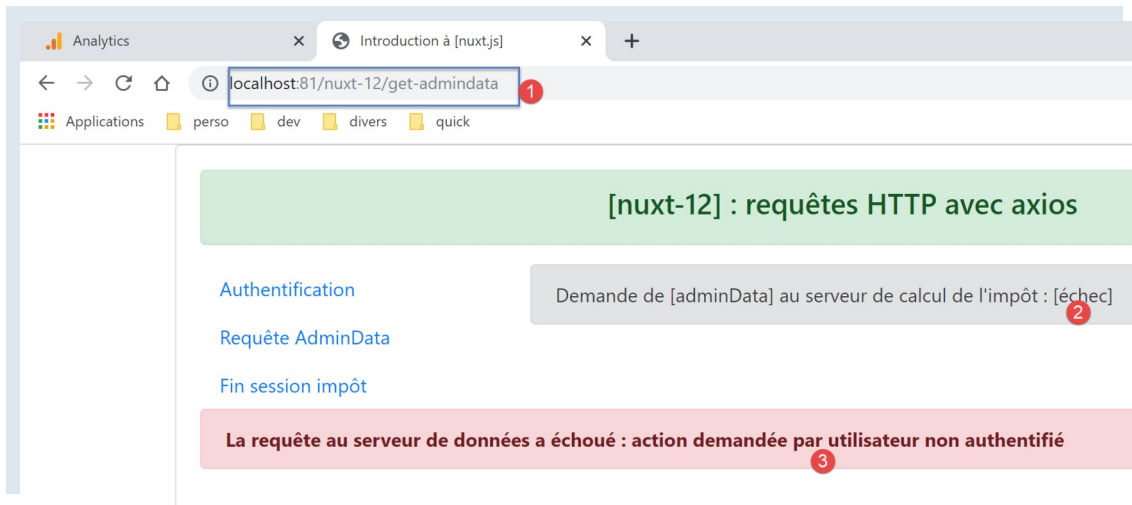 Analytics
Introduction à [nuxt.js]
localhost:81/nuxt-12/get-admindata
1
Applications perso dev divers quick
[nuxt-12] : requêtes HTTP avec axios
Authentification
Demande de [adminData] au serveur de calcul de l'impôt : [échec]
2
Requête AdminData
Fin session impôt
La requête au serveur de données a échoué : action demandée par utilisateur non authentifié
3